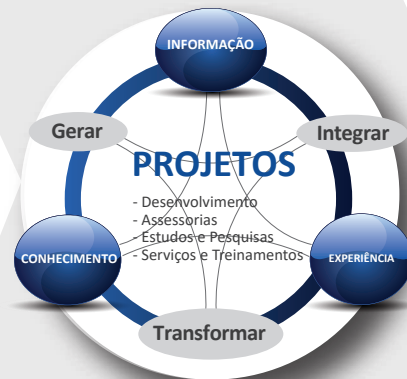 INFORMAÇÃO
Gerar
Integrar
PROJETOS
- Desenvolvimento
- Assessorias
- Estudos e Pesquisas
- Serviços e Treinamentos
CONHECIMENTO
EXPERIÊNCIA
Transformar